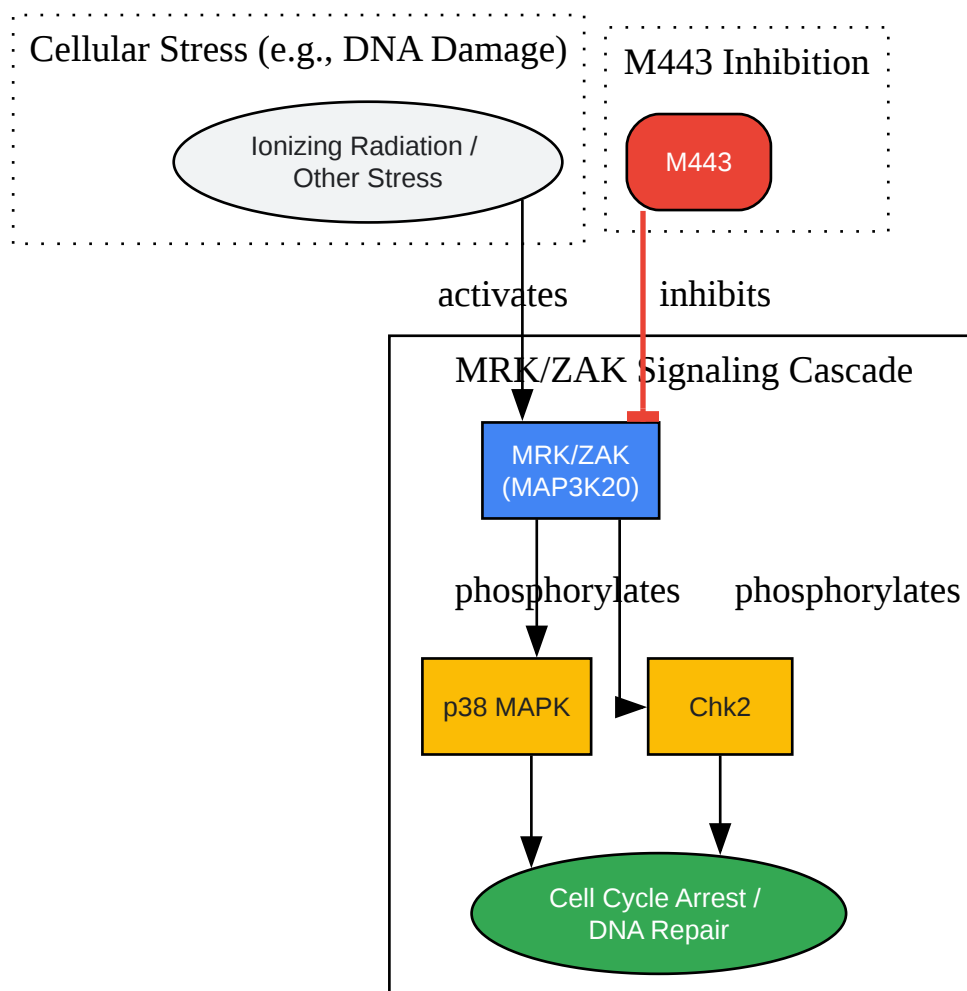 Cellular Stress (e.g., DNA Damage)
M443 Inhibition
Ionizing Radiation /
Other Stress
M443
activates
inhibits
MRK/ZAK Signaling Cascade
MRK/ZAK
(MAP3K20)
phosphorylates
phosphorylates
p38 MAPK
Chk2
Cell Cycle Arrest /
DNA Repair